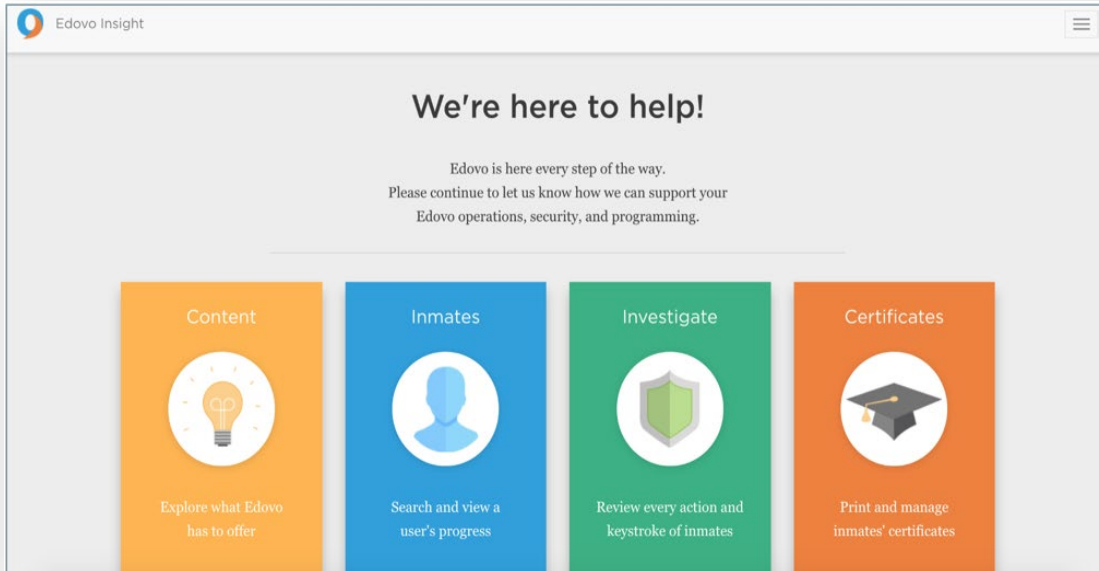 Edovo Insight
We're here to help!
Edovo is here every step of the way.
Please continue to let us know how we can support your
Edovo operations, security, and programming.
Content
Explore what Edovo
has to offer
Inmates
Search and view a
user's progress
Investigate
Review every action and
keystroke of inmates
Certificates
Print and manage
inmates' certificates